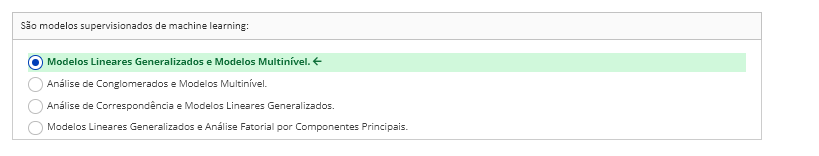 São modelos supervisionados de machine learning:
Modelos Lineares Generalizados e Modelos Multinível. ←
Análise de Conglomerados e Modelos Multinível.
Análise de Correspondência e Modelos Lineares Generalizados.
Modelos Lineares Generalizados e Análise Fatorial por Componentes Principais.